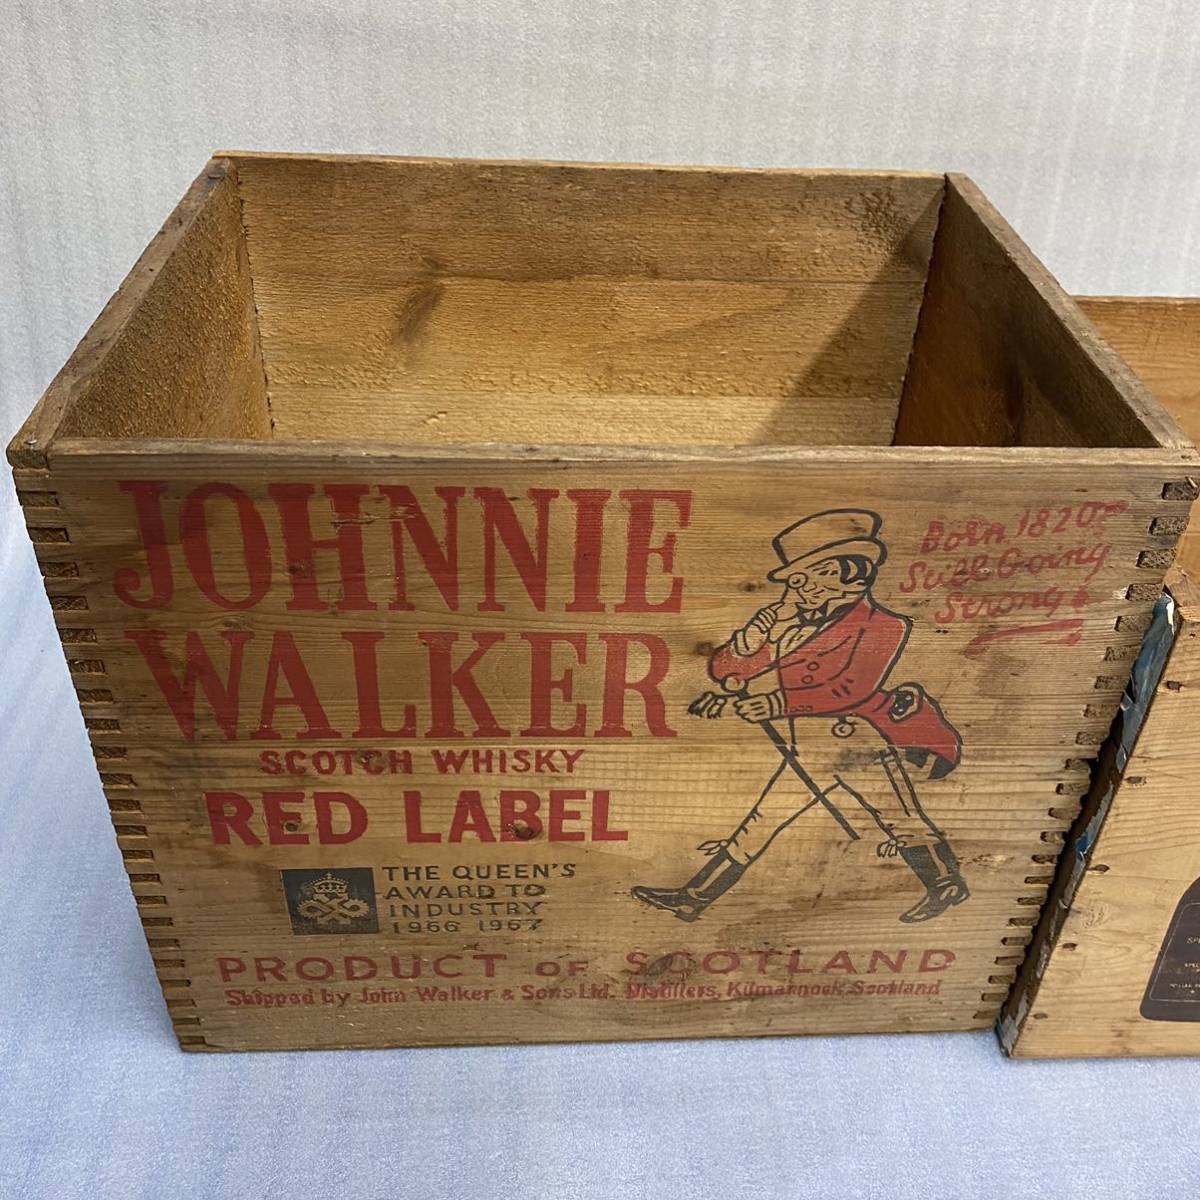 JOHNNIE
WALKER
SCOTCH WHISKY
RED LABEL
THE QUEEN'S
AWARD TO
INDUSTRY
1966 1967
PRODUCT OF SCOTLAND
Shipped by John Walker & Sons Ltd. Distillers, Kilmarnock, Scotland
Born 1820-
Still Going
Strong!